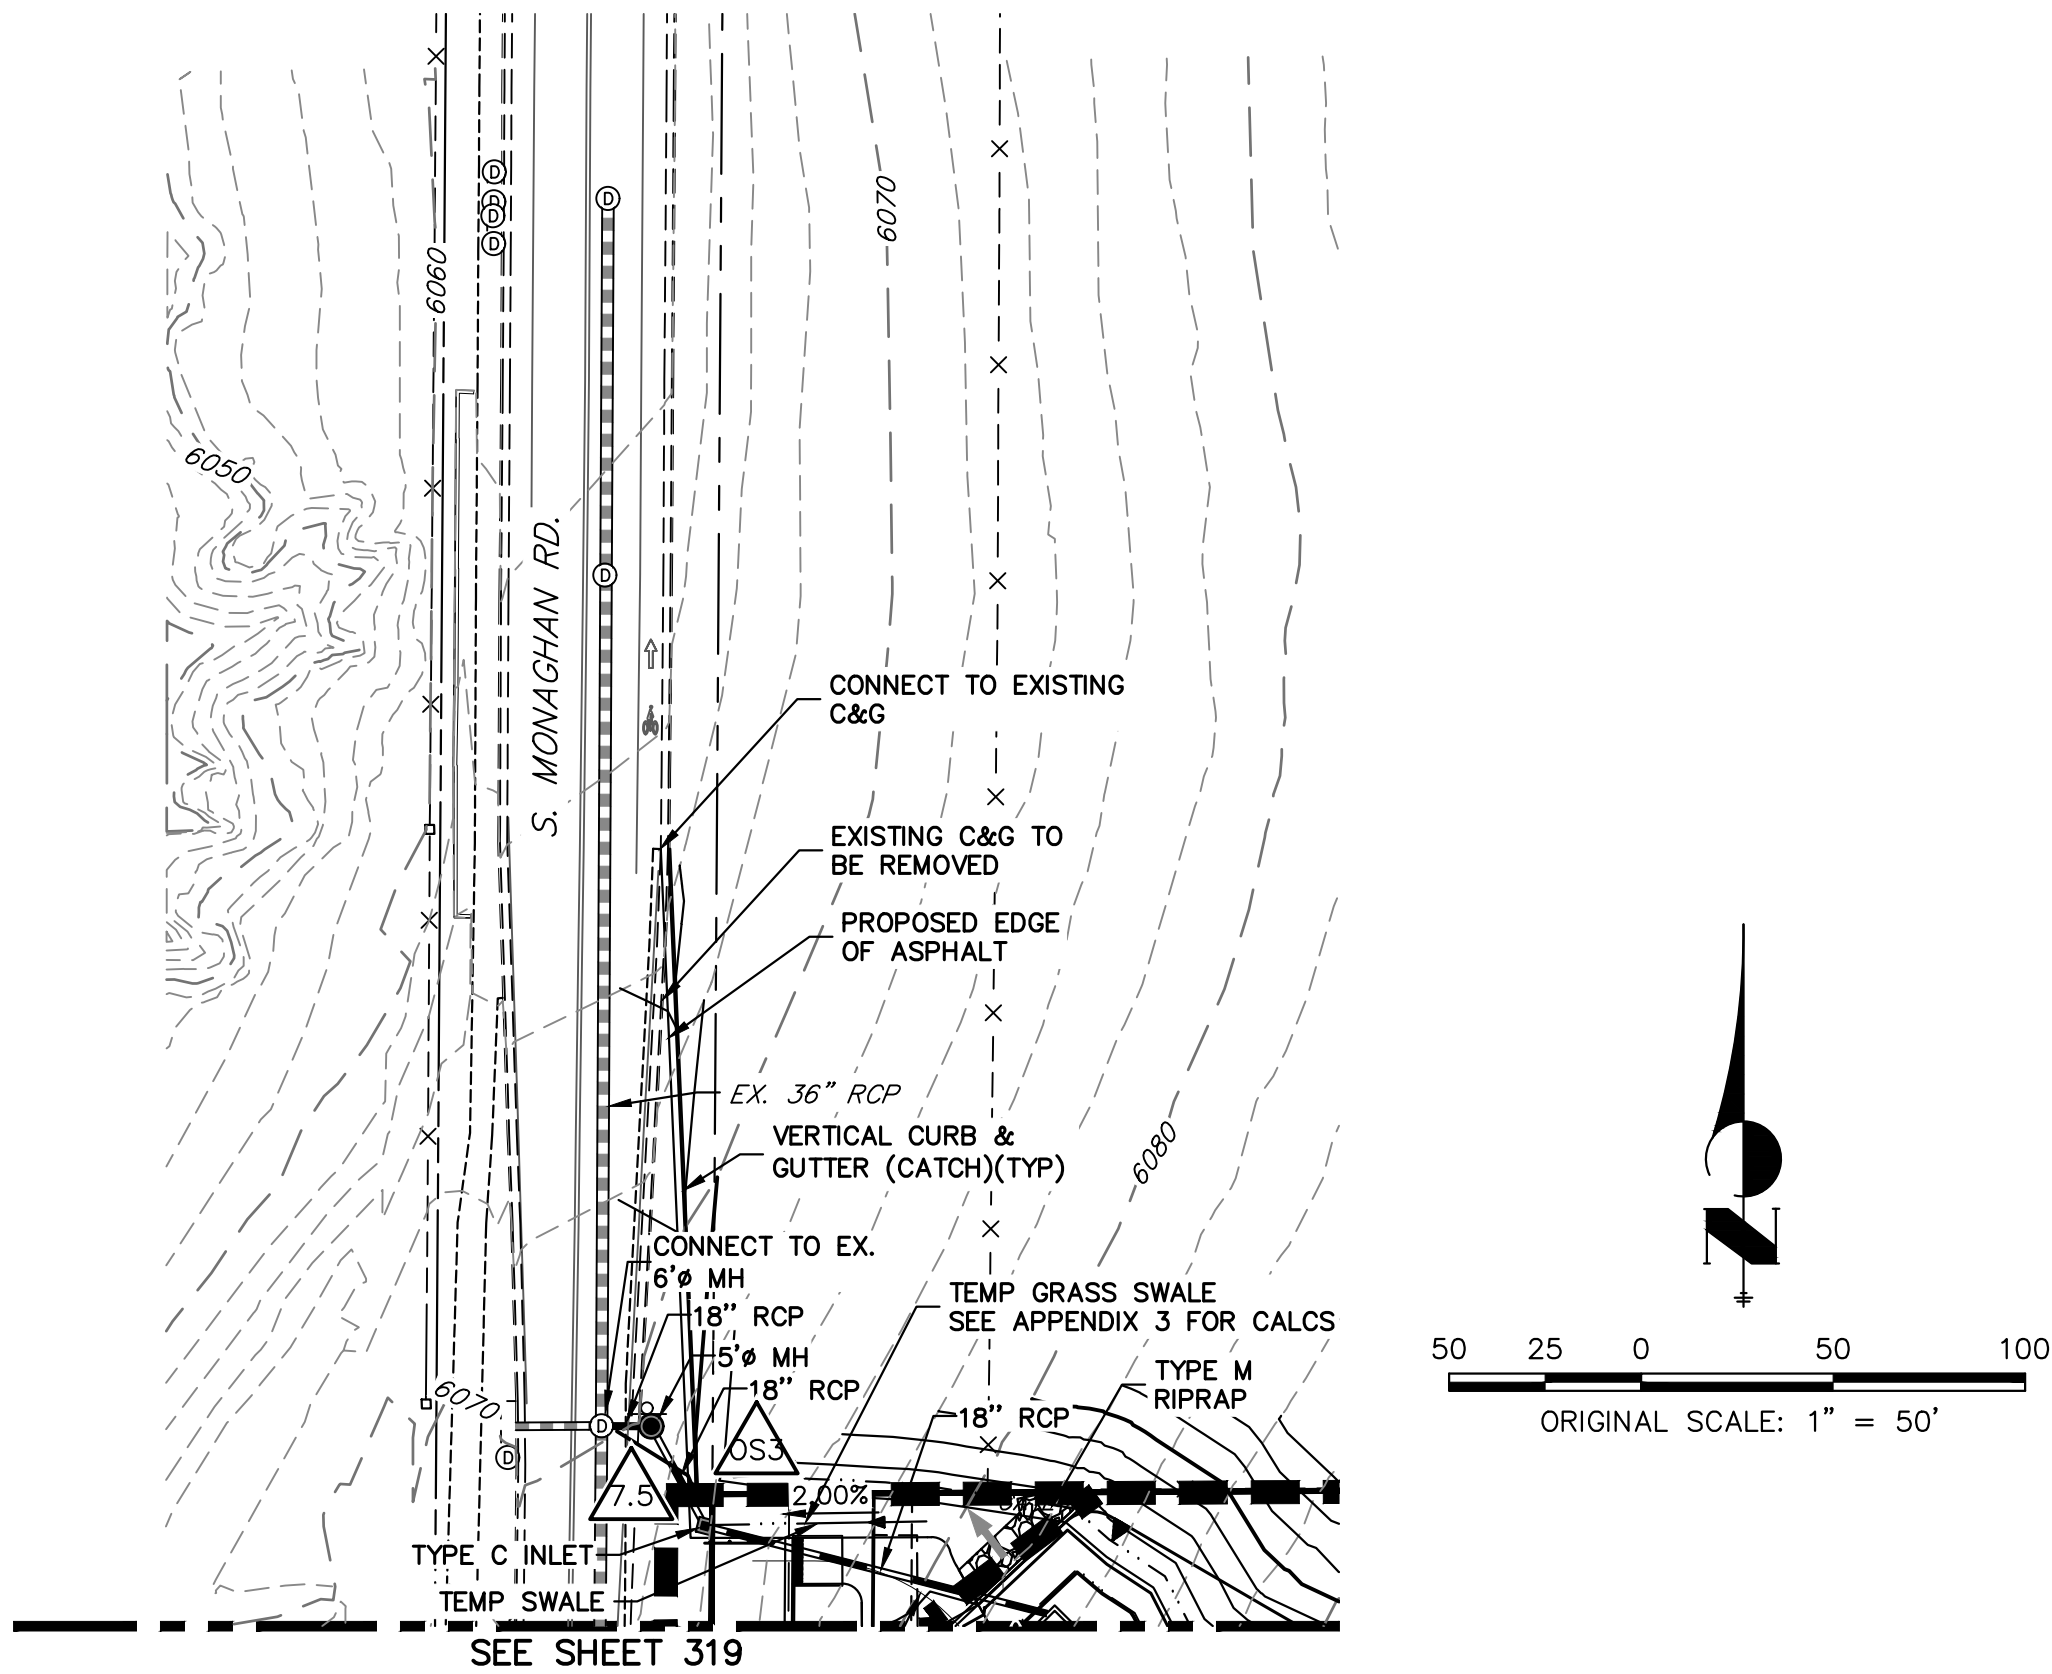 6070
6060
6050
S. MONAGHAN RD.
CONNECT TO EXISTING
C&G
EXISTING C&G TO
BE REMOVED
PROPOSED EDGE
OF ASPHALT
EX. 36" RCP
VERTICAL CURB &
GUTTER (CATCH)(TYP)
6080
CONNECT TO EX.
6'ø MH
18" RCP
5'ø MH
18" RCP
TEMP GRASS SWALE
SEE APPENDIX 3 FOR CALCS
TYPE M
RIPRAP
18" RCP
6070
OS3
7.5
2.00%
TYPE C INLET
TEMP SWALE
SEE SHEET 319
D
D
D
D
D
D
D
D
N
50 25 0 50 100
ORIGINAL SCALE: 1" = 50'